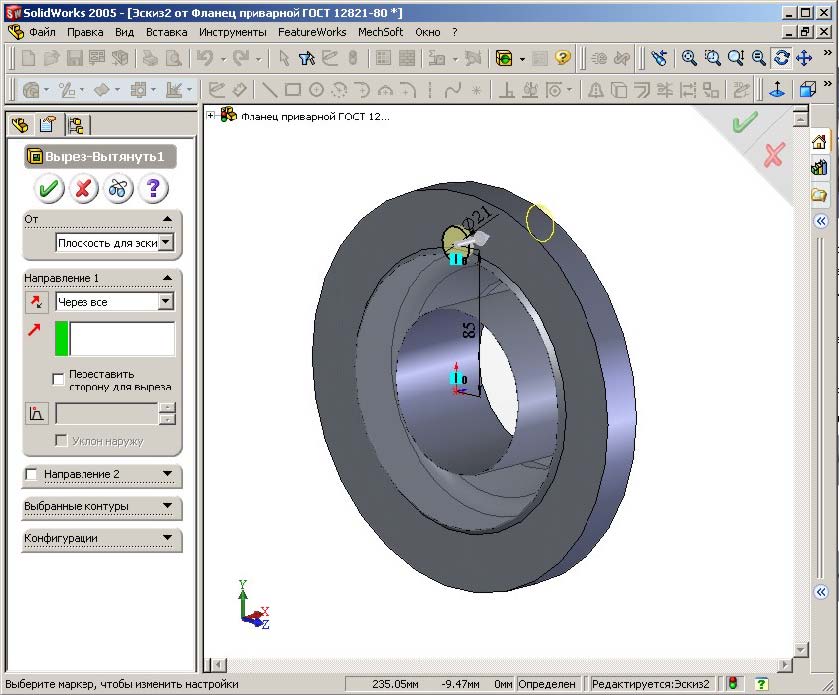 SolidWorks 2005 - [Эскиз2 от Фланец приварной ГОСТ 12821-80 *]
Файл Правка Вид Вставка Инструменты FeatureWorks MechSoft Окно ?
Фланец приварной ГОСТ 12...
Вырез-Вытянуть1
От
Плоскость для эски
Направление 1
Через все
Переставить
сторону для выреза
Уклон наружу
Направление 2
Выбранные контуры
Конфигурации
Ø21
85
Y
X
Z
Выберите маркер, чтобы изменить настройки
235.05мм -9.47мм 0мм Определен Редактируется:Эскиз2